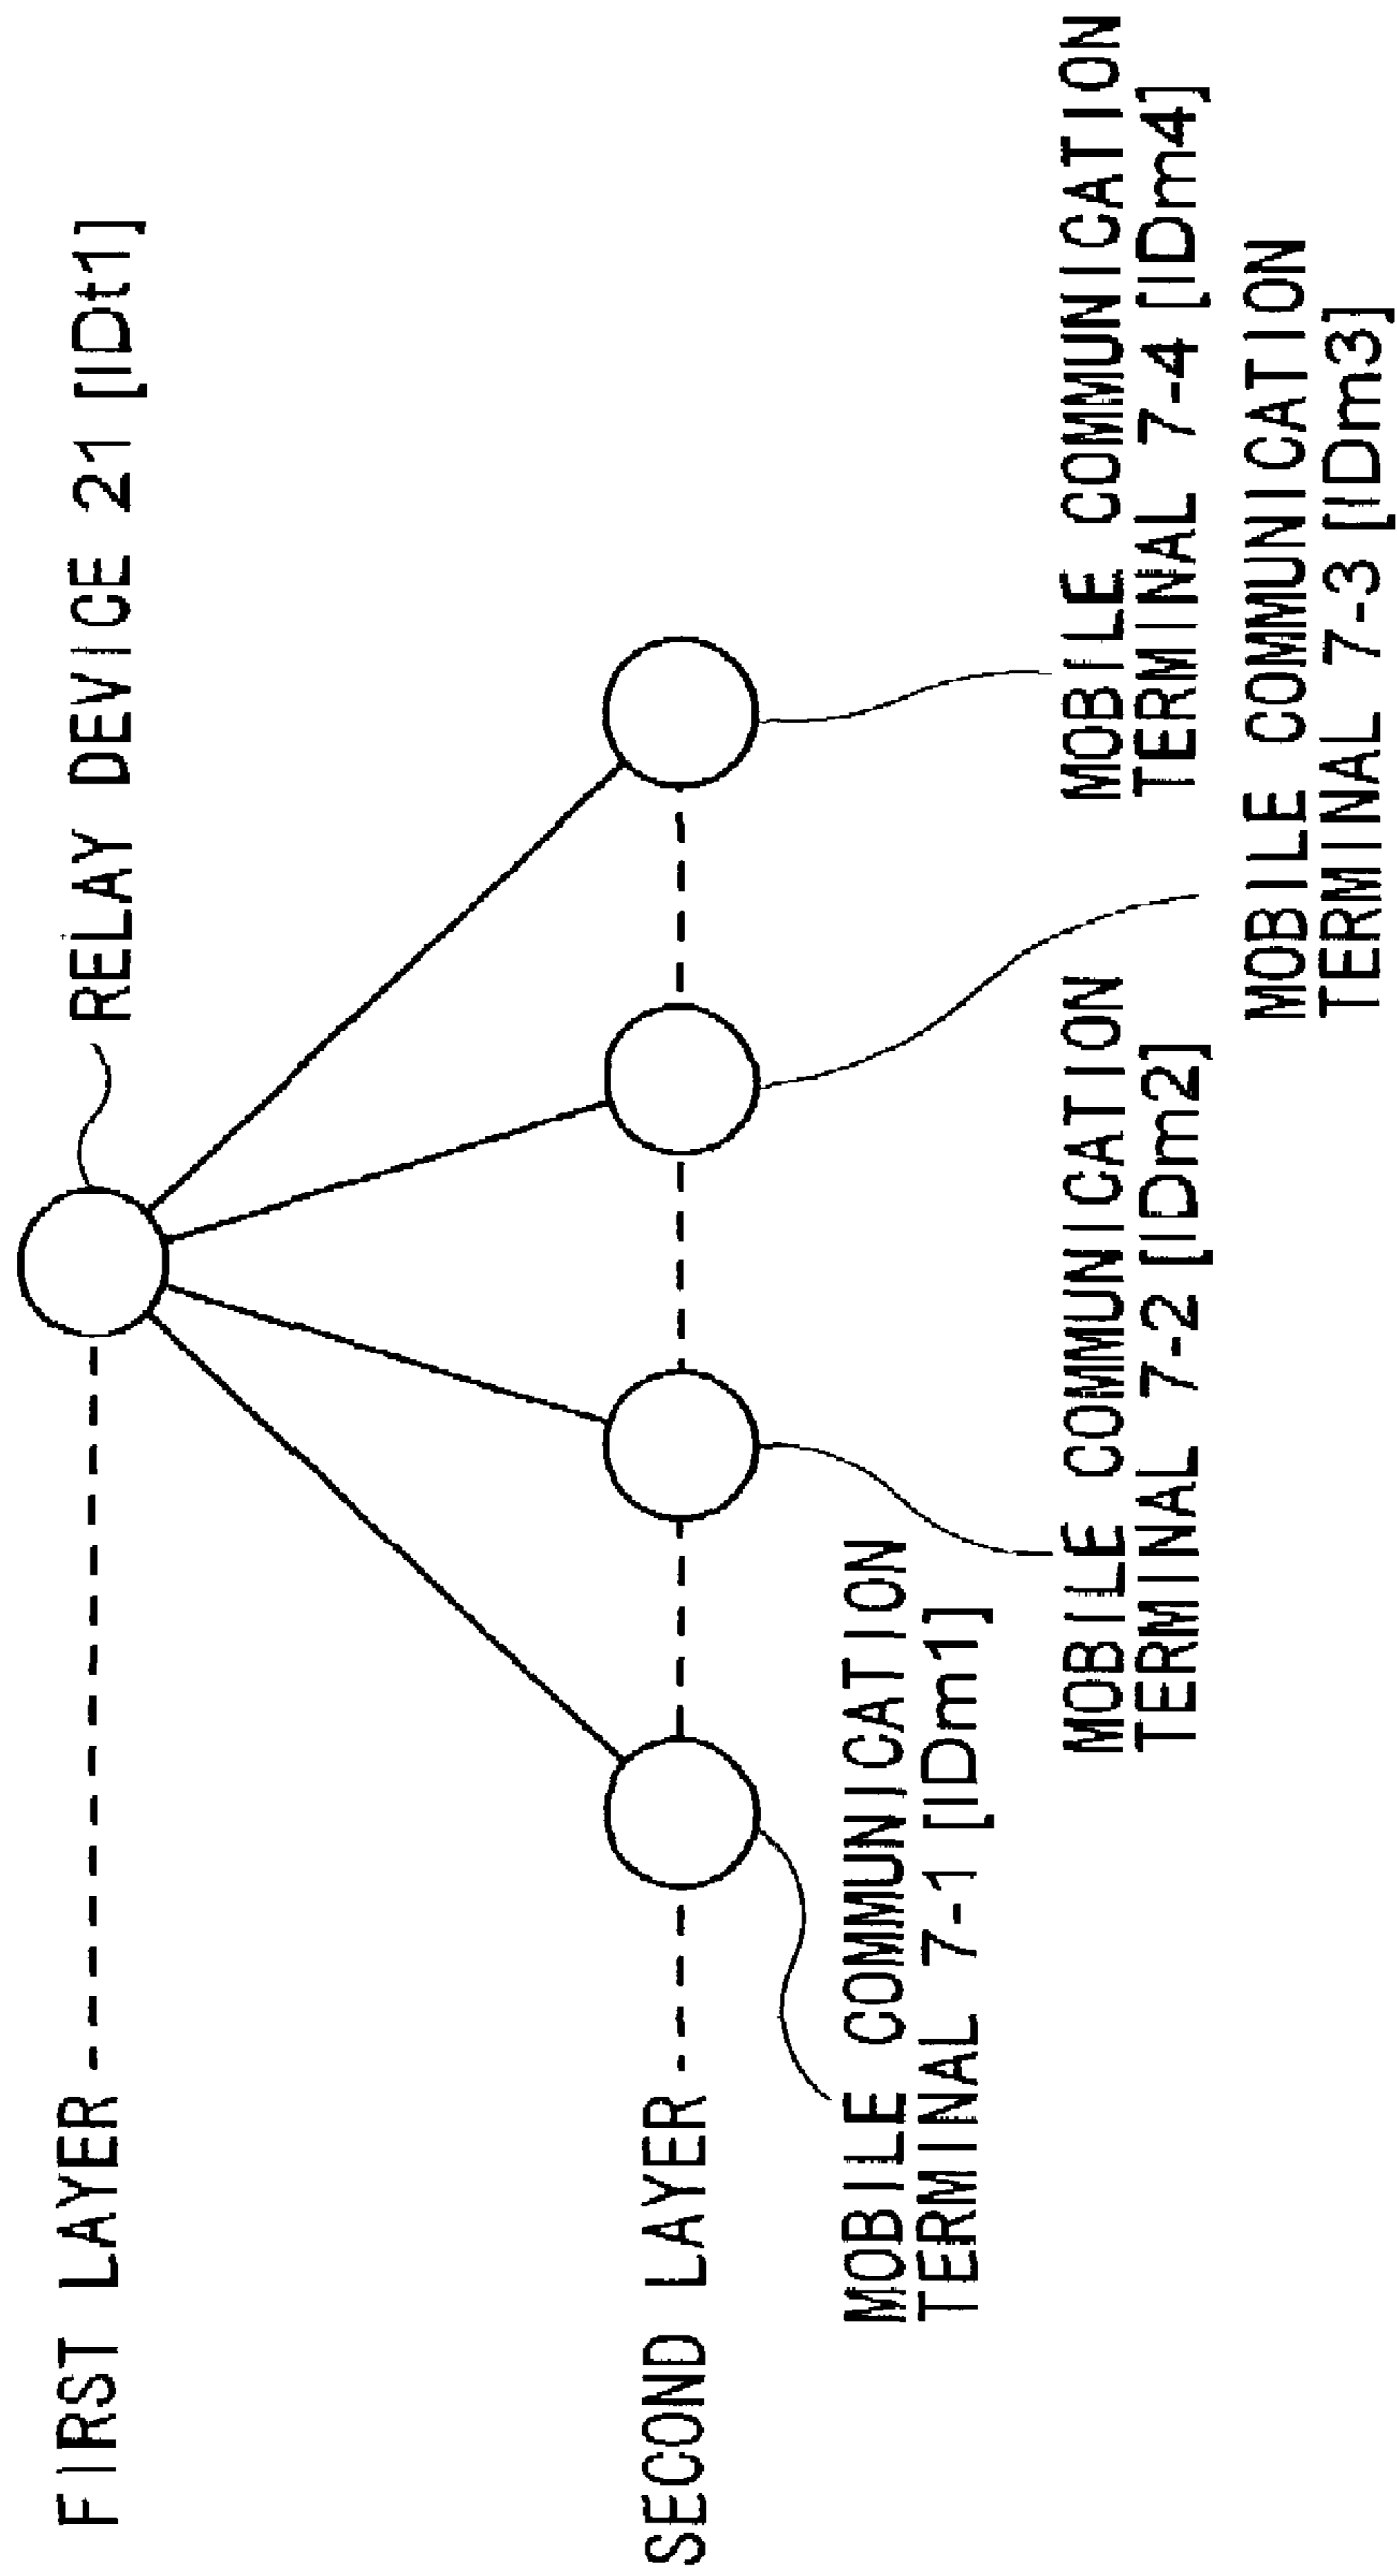 FIRST LAYER
RELAY DEVICE 21 [IDt1]
SECOND LAYER
MOBILE COMMUNICATION
TERMINAL 7-1 [IDm1]
MOBILE COMMUNICATION
TERMINAL 7-2 [IDm2]
MOBILE COMMUNICATION
TERMINAL 7-4 [IDm4]
MOBILE COMMUNICATION
TERMINAL 7-3 [IDm3]